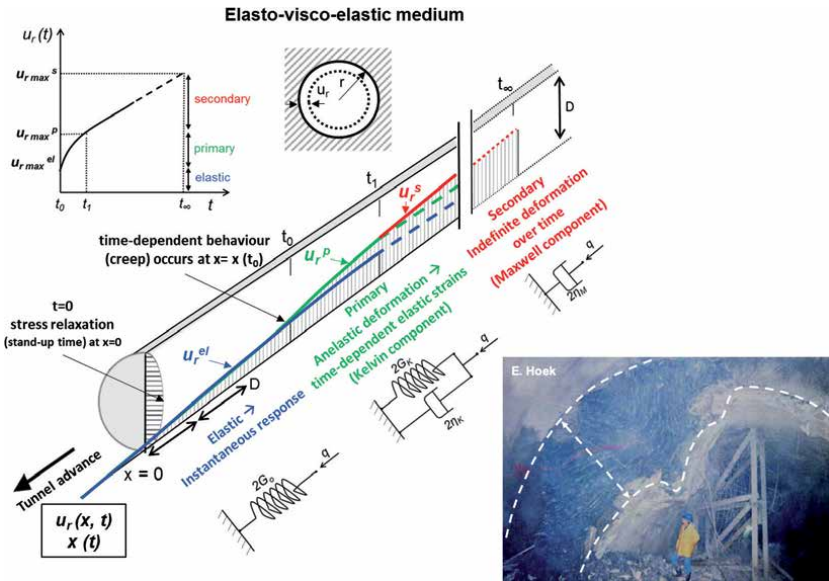 Elasto-visco-elastic medium
u_r(t)
u_r max^s
u_r max^p
u_r max^el
secondary
primary
elastic
t_0
t_1
t_∞
t
u_r
r
t_∞
D
t_1
t_0
u_r^s
u_r^p
u_r^el
time-dependent behaviour
(creep) occurs at x= x (t_0)
t=0
stress relaxation
(stand-up time) at x=0
D
x = 0
Tunnel advance
u_r (x, t)
x (t)
Elastic →
Instantaneous response
2G_o
q
Primary
Anelastic deformation →
time-dependent elastic strains
(Kelvin component)
2G_K
2η_K
q
Secondary
Indefinite deformation
over time
(Maxwell component)
2η_M
q
E. Hoek